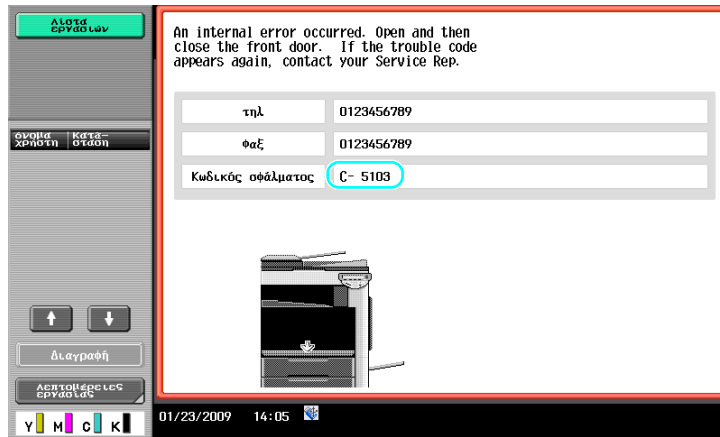 Λίστα
εργασιών
An internal error occurred. Open and then
close the front door. If the trouble code
appears again, contact your Service Rep.
τηλ 0123456789
φαξ 0123456789
Κωδικός σφάλματος C- 5103
όνομα χρήστη
Κατά-σταση
Διαγραφή
Λεπτομέρειες
εργασίας
Y M C K
01/23/2009 14:05